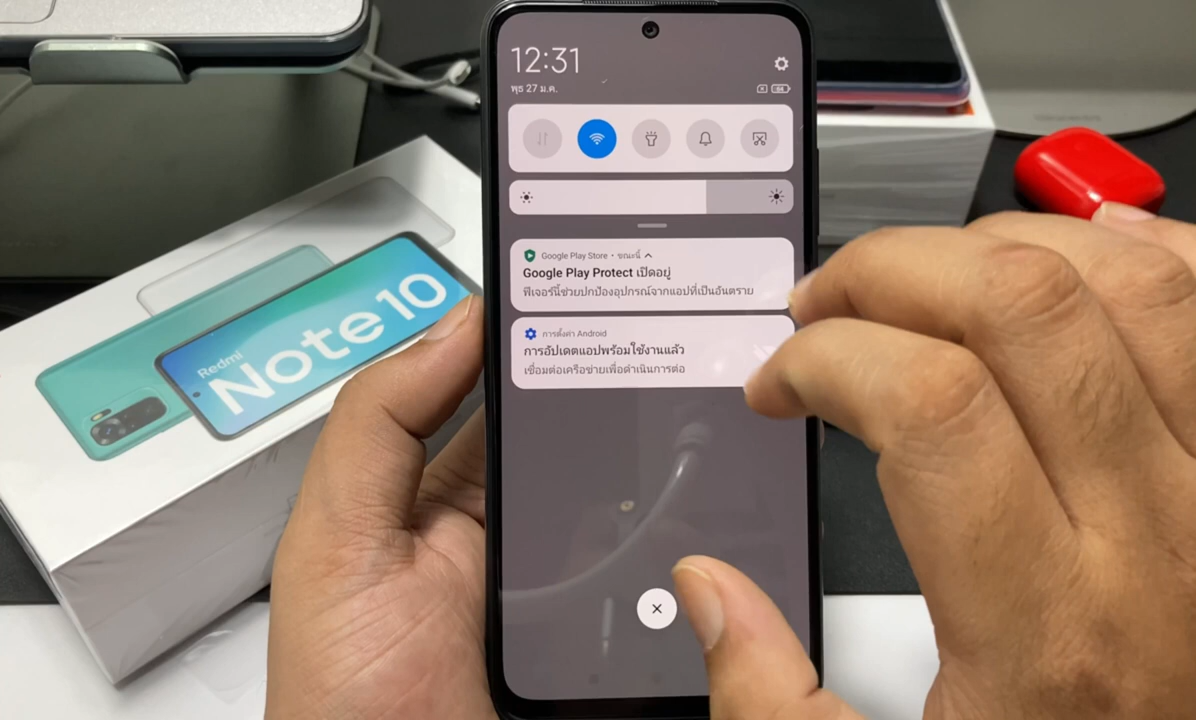 12:31
พุธ 27 ม.ค.
64
Google Play Store • ขณะนี้
Google Play Protect เปิดอยู่
ฟีเจอร์นี้ช่วยปกป้องอุปกรณ์จากแอปที่เป็นอันตราย
การตั้งค่า Android
การอัปเดตแอปพร้อมใช้งานแล้ว
เชื่อมต่อเครือข่ายเพื่อดำเนินการต่อ
Redmi
Note 10